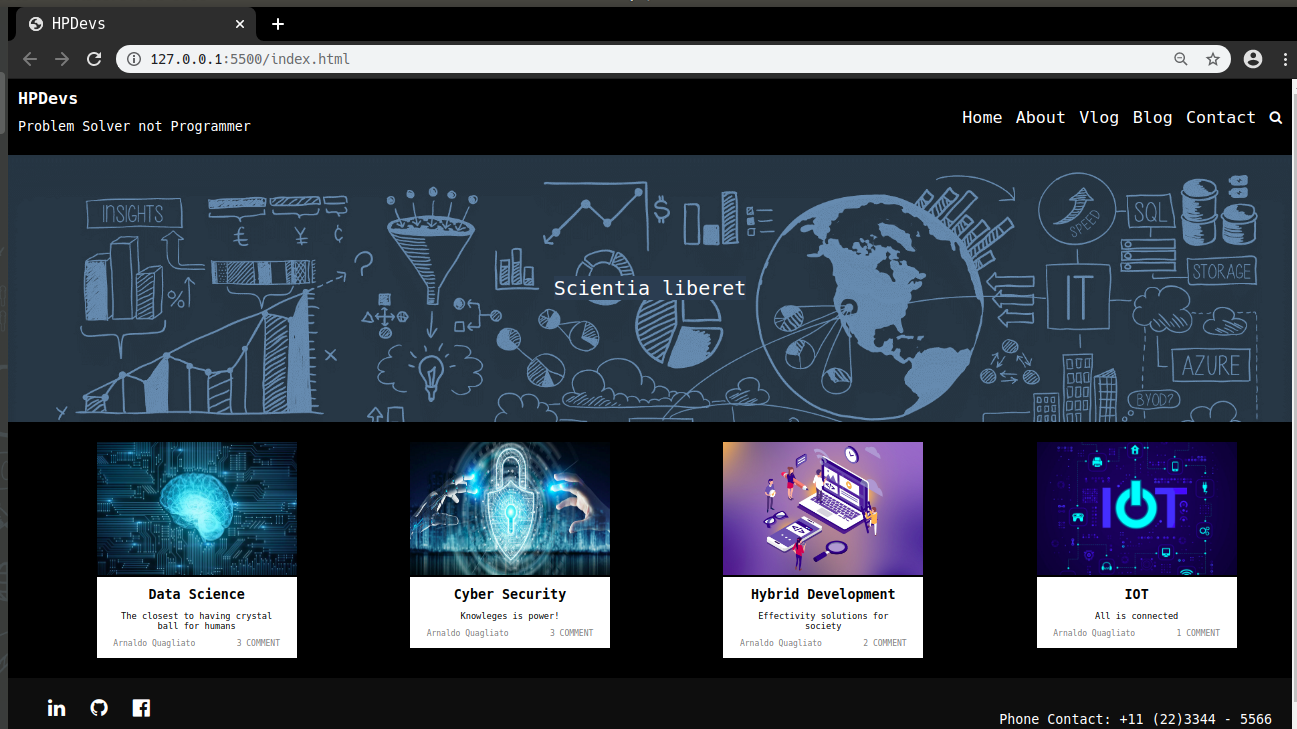 HPDevs
127.0.0.1:5500/index.html
HPDevs
Problem Solver not Programmer
Home About Vlog Blog Contact
INSIGHTS
€ ¥ ¢
$
%
?
SPEED
SQL
STORAGE
IT
AZURE
BYOD?
Scientia liberet
IOT
Data Science
The closest to having crystal
ball for humans
Arnaldo Quagliato 3 COMMENT
Cyber Security
Knowleges is power!
Arnaldo Quagliato 3 COMMENT
Hybrid Development
Effectivity solutions for
society
Arnaldo Quagliato 2 COMMENT
IOT
All is connected
Arnaldo Quagliato 1 COMMENT
in
Phone Contact: +11 (22)3344 - 5566